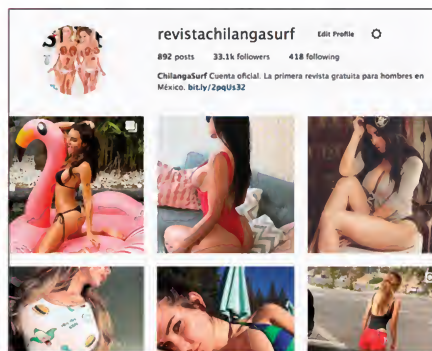 revistachilangasurf Edit Profile
892 posts 33.1k followers 418 following
ChilangaSurf Cuenta oficial. La primera revista gratuita para hombres en
México. bit.ly/2pqUs32